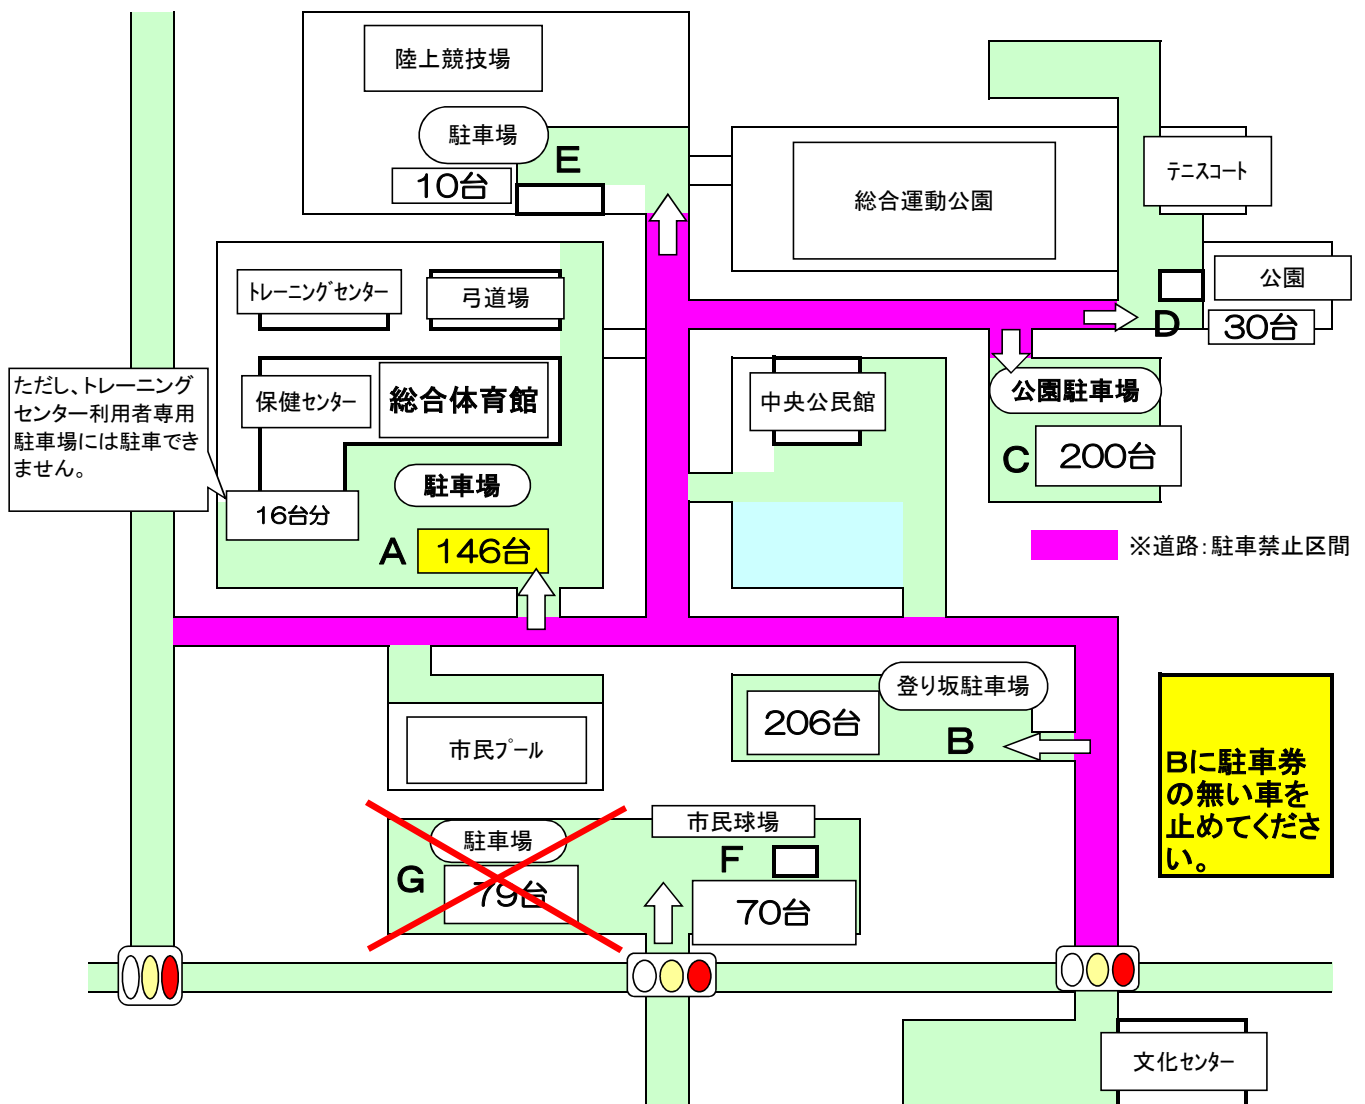 陸上競技場
駐車場
E
10台
総合運動公園
テニスコート
公園
D
30台
トレーニングセンター
弓道場
ただし、トレーニング
センター利用者専用
駐車場には駐車でき
ません。
保健センター
総合体育館
中央公民館
公園駐車場
C
200台
駐車場
16台分
A
146台
※道路：駐車禁止区間
登り坂駐車場
206台
B
市民プール
Bに駐車券
の無い車を
止めてくださ
い。
駐車場
G
79台
市民球場
F
70台
文化センター